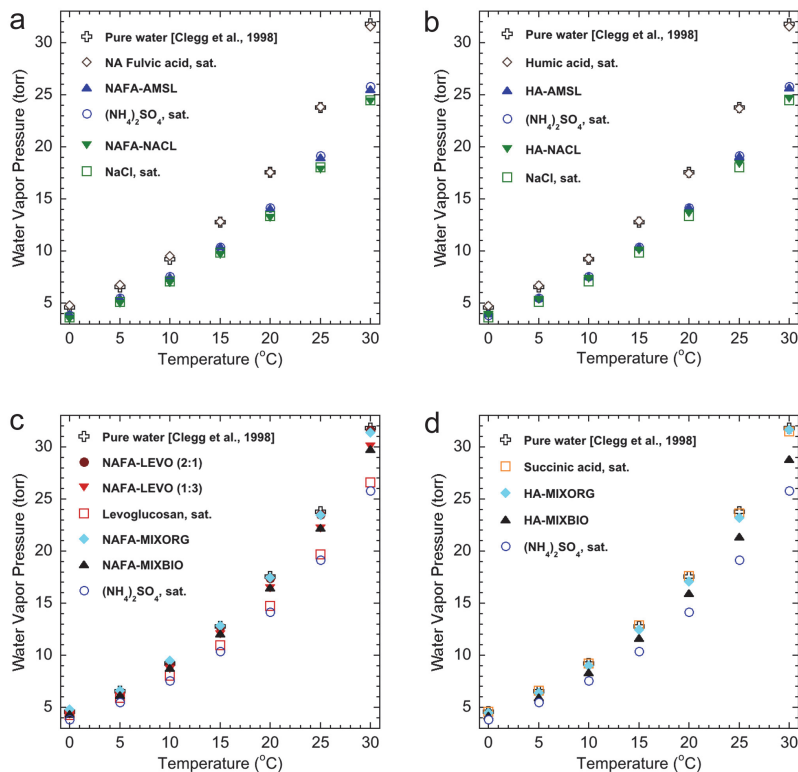 a
Pure water [Clegg et al., 1998]
NA Fulvic acid, sat.
NAFA-AMSL
(NH4)2SO4, sat.
NAFA-NACL
NaCl, sat.
Water Vapor Pressure (torr)
30
25
20
15
10
5
0 5 10 15 20 25 30
Temperature (°C)
b
Pure water [Clegg et al., 1998]
Humic acid, sat.
HA-AMSL
(NH4)2SO4, sat.
HA-NACL
NaCl, sat.
Water Vapor Pressure (torr)
30
25
20
15
10
5
0 5 10 15 20 25 30
Temperature (°C)
c
Pure water [Clegg et al., 1998]
NAFA-LEVO (2:1)
NAFA-LEVO (1:3)
Levoglucosan, sat.
NAFA-MIXORG
NAFA-MIXBIO
(NH4)2SO4, sat.
Water Vapor Pressure (torr)
30
25
20
15
10
5
0 5 10 15 20 25 30
Temperature (°C)
d
Pure water [Clegg et al., 1998]
Succinic acid, sat.
HA-MIXORG
HA-MIXBIO
(NH4)2SO4, sat.
Water Vapor Pressure (torr)
30
25
20
15
10
5
0 5 10 15 20 25 30
Temperature (°C)